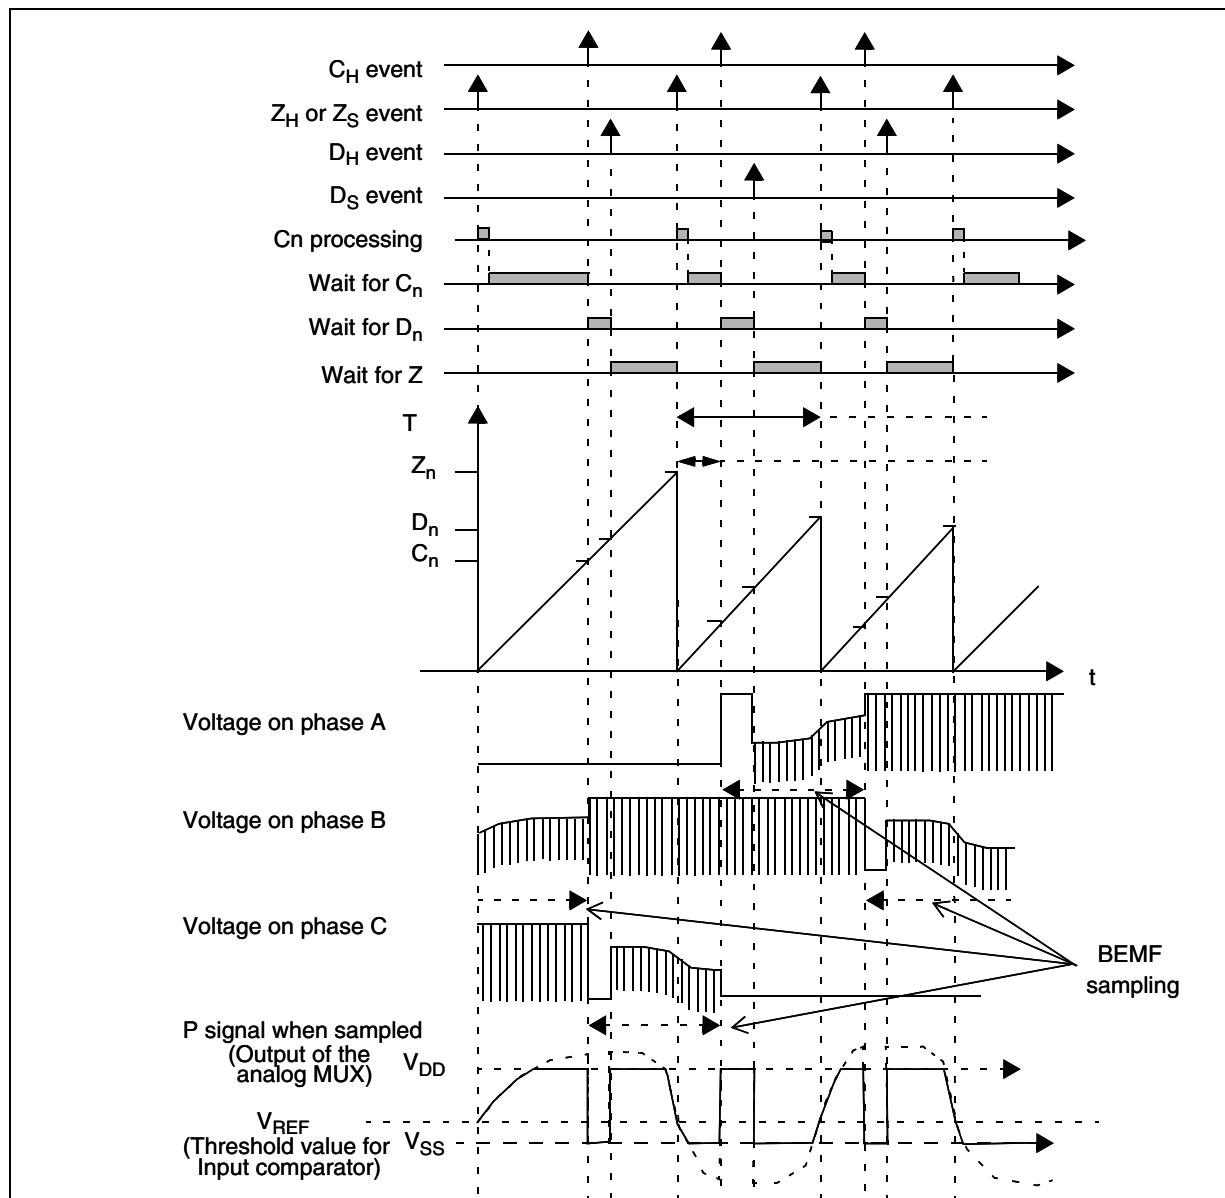 C_H event
Z_H or Z_S event
D_H event
D_S event
Cn processing
Wait for C_n
Wait for D_n
Wait for Z
T
Z_n
D_n
C_n
t
Voltage on phase A
Voltage on phase B
Voltage on phase C
BEMF
sampling
P signal when sampled
(Output of the
analog MUX)
V_DD
V_REF
(Threshold value for
Input comparator)
V_SS